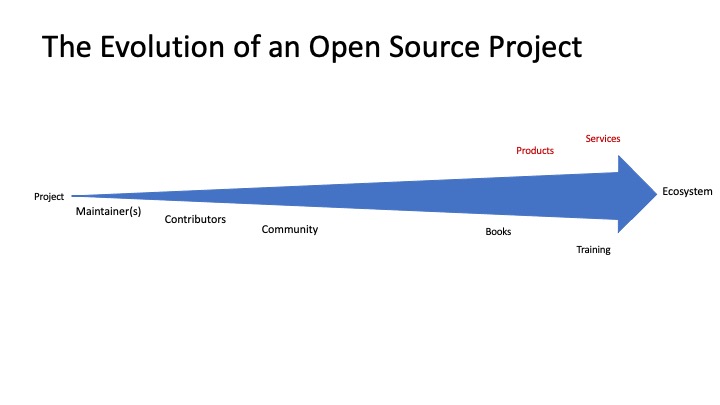 The Evolution of an Open Source Project
Services
Products
Project
Ecosystem
Maintainer(s)
Contributors
Community
Books
Training